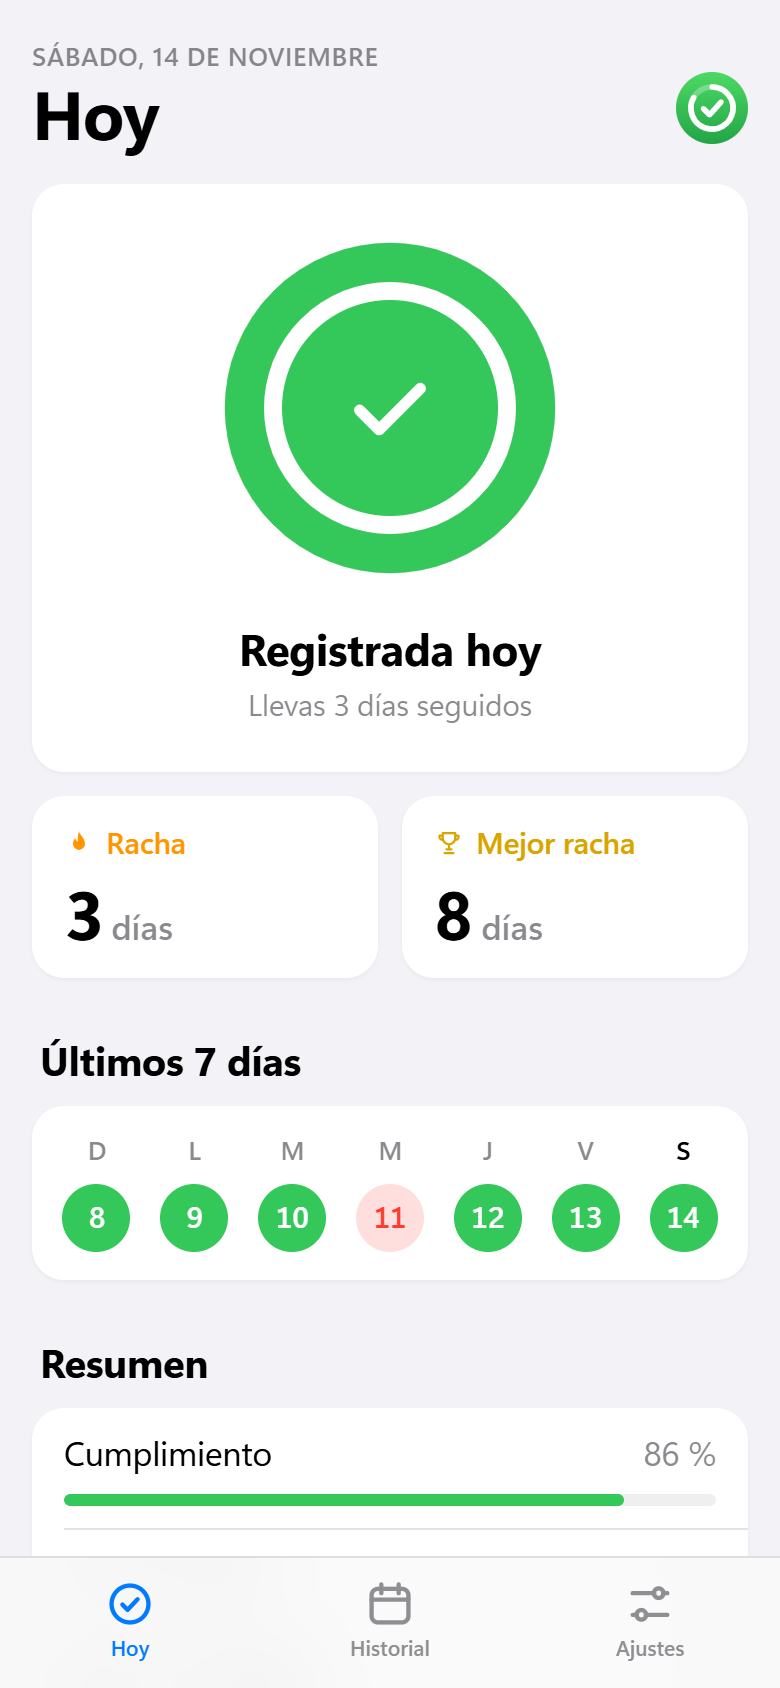 SÁBADO, 14 DE NOVIEMBRE
Hoy
Registrada hoy
Llevas 3 días seguidos
Racha
3 días
Mejor racha
8 días
Últimos 7 días
D L M M J V S
8 9 10 11 12 13 14
Resumen
Cumplimiento 86 %
Hoy Historial Ajustes